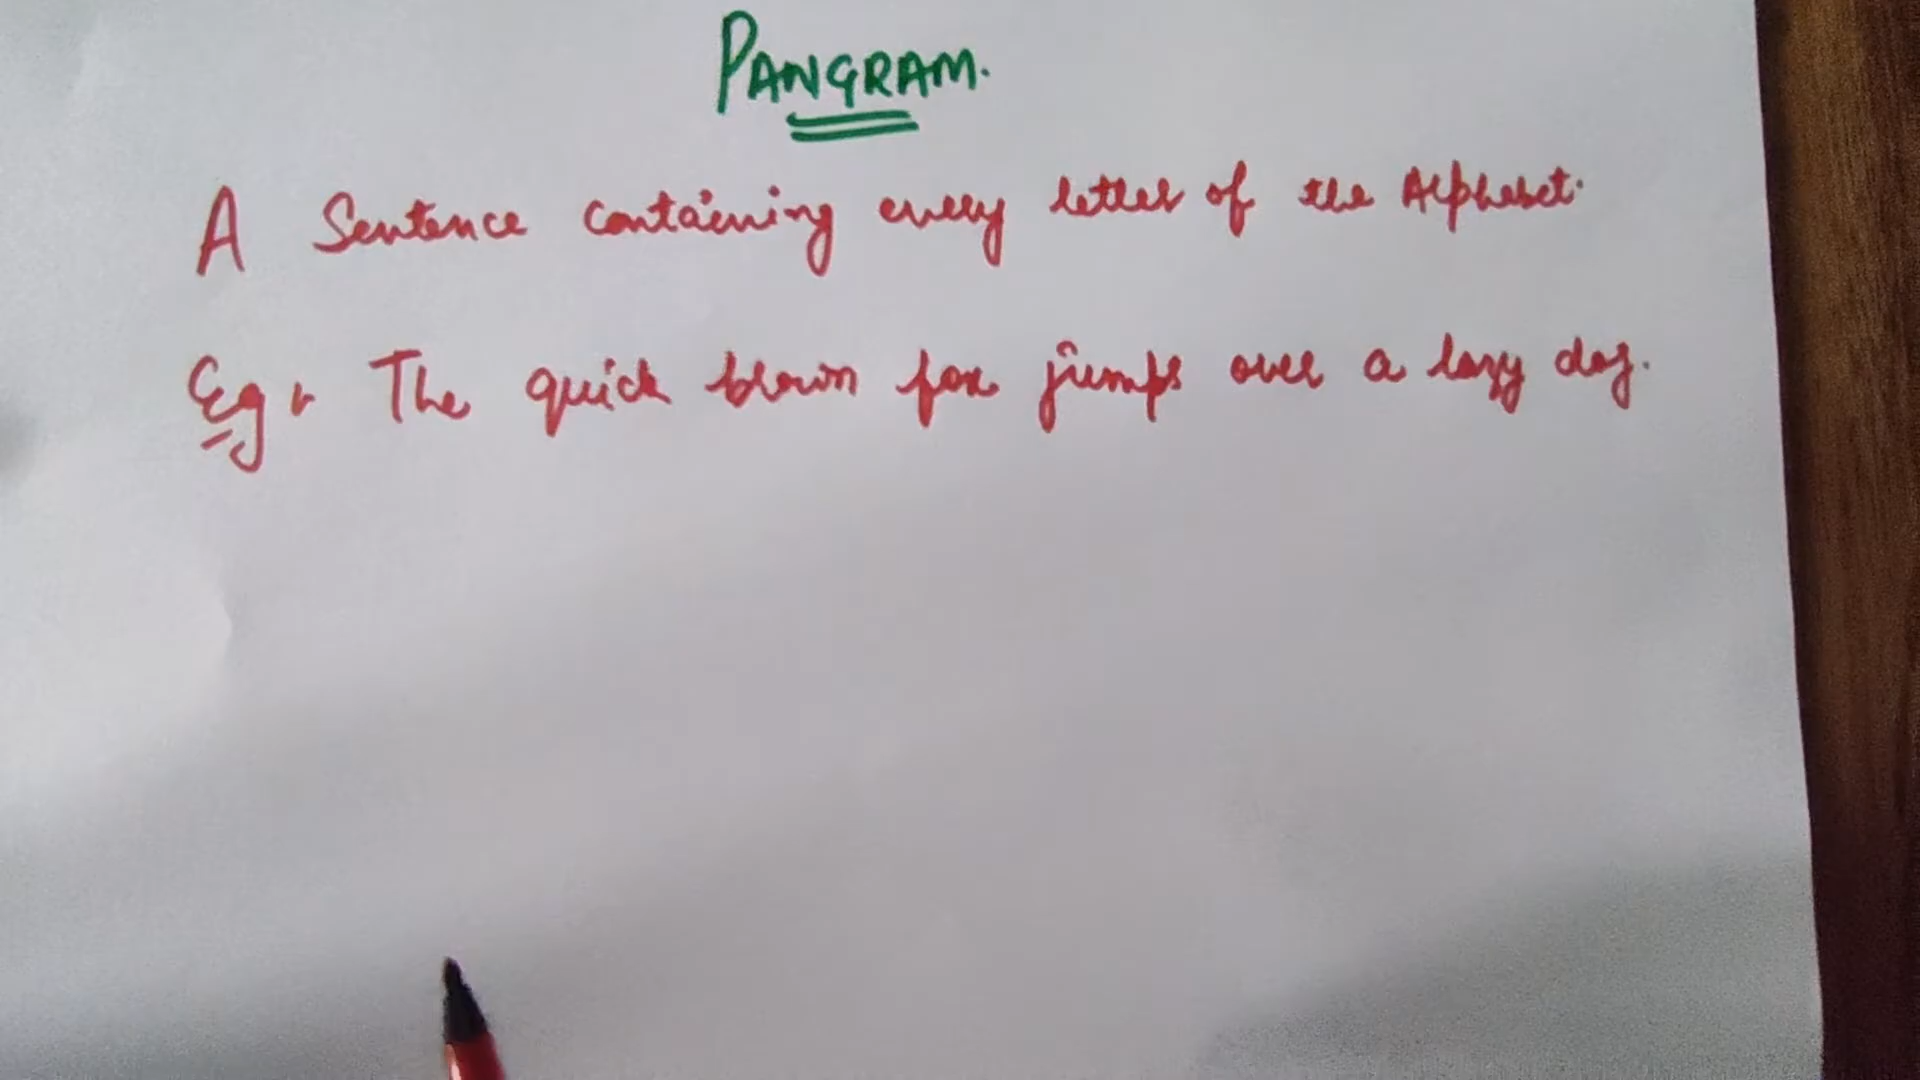 PANGRAM.
A Sentence containing every letter of the Alphabet.
Eg:- The quick brown fox jumps over a lazy dog.